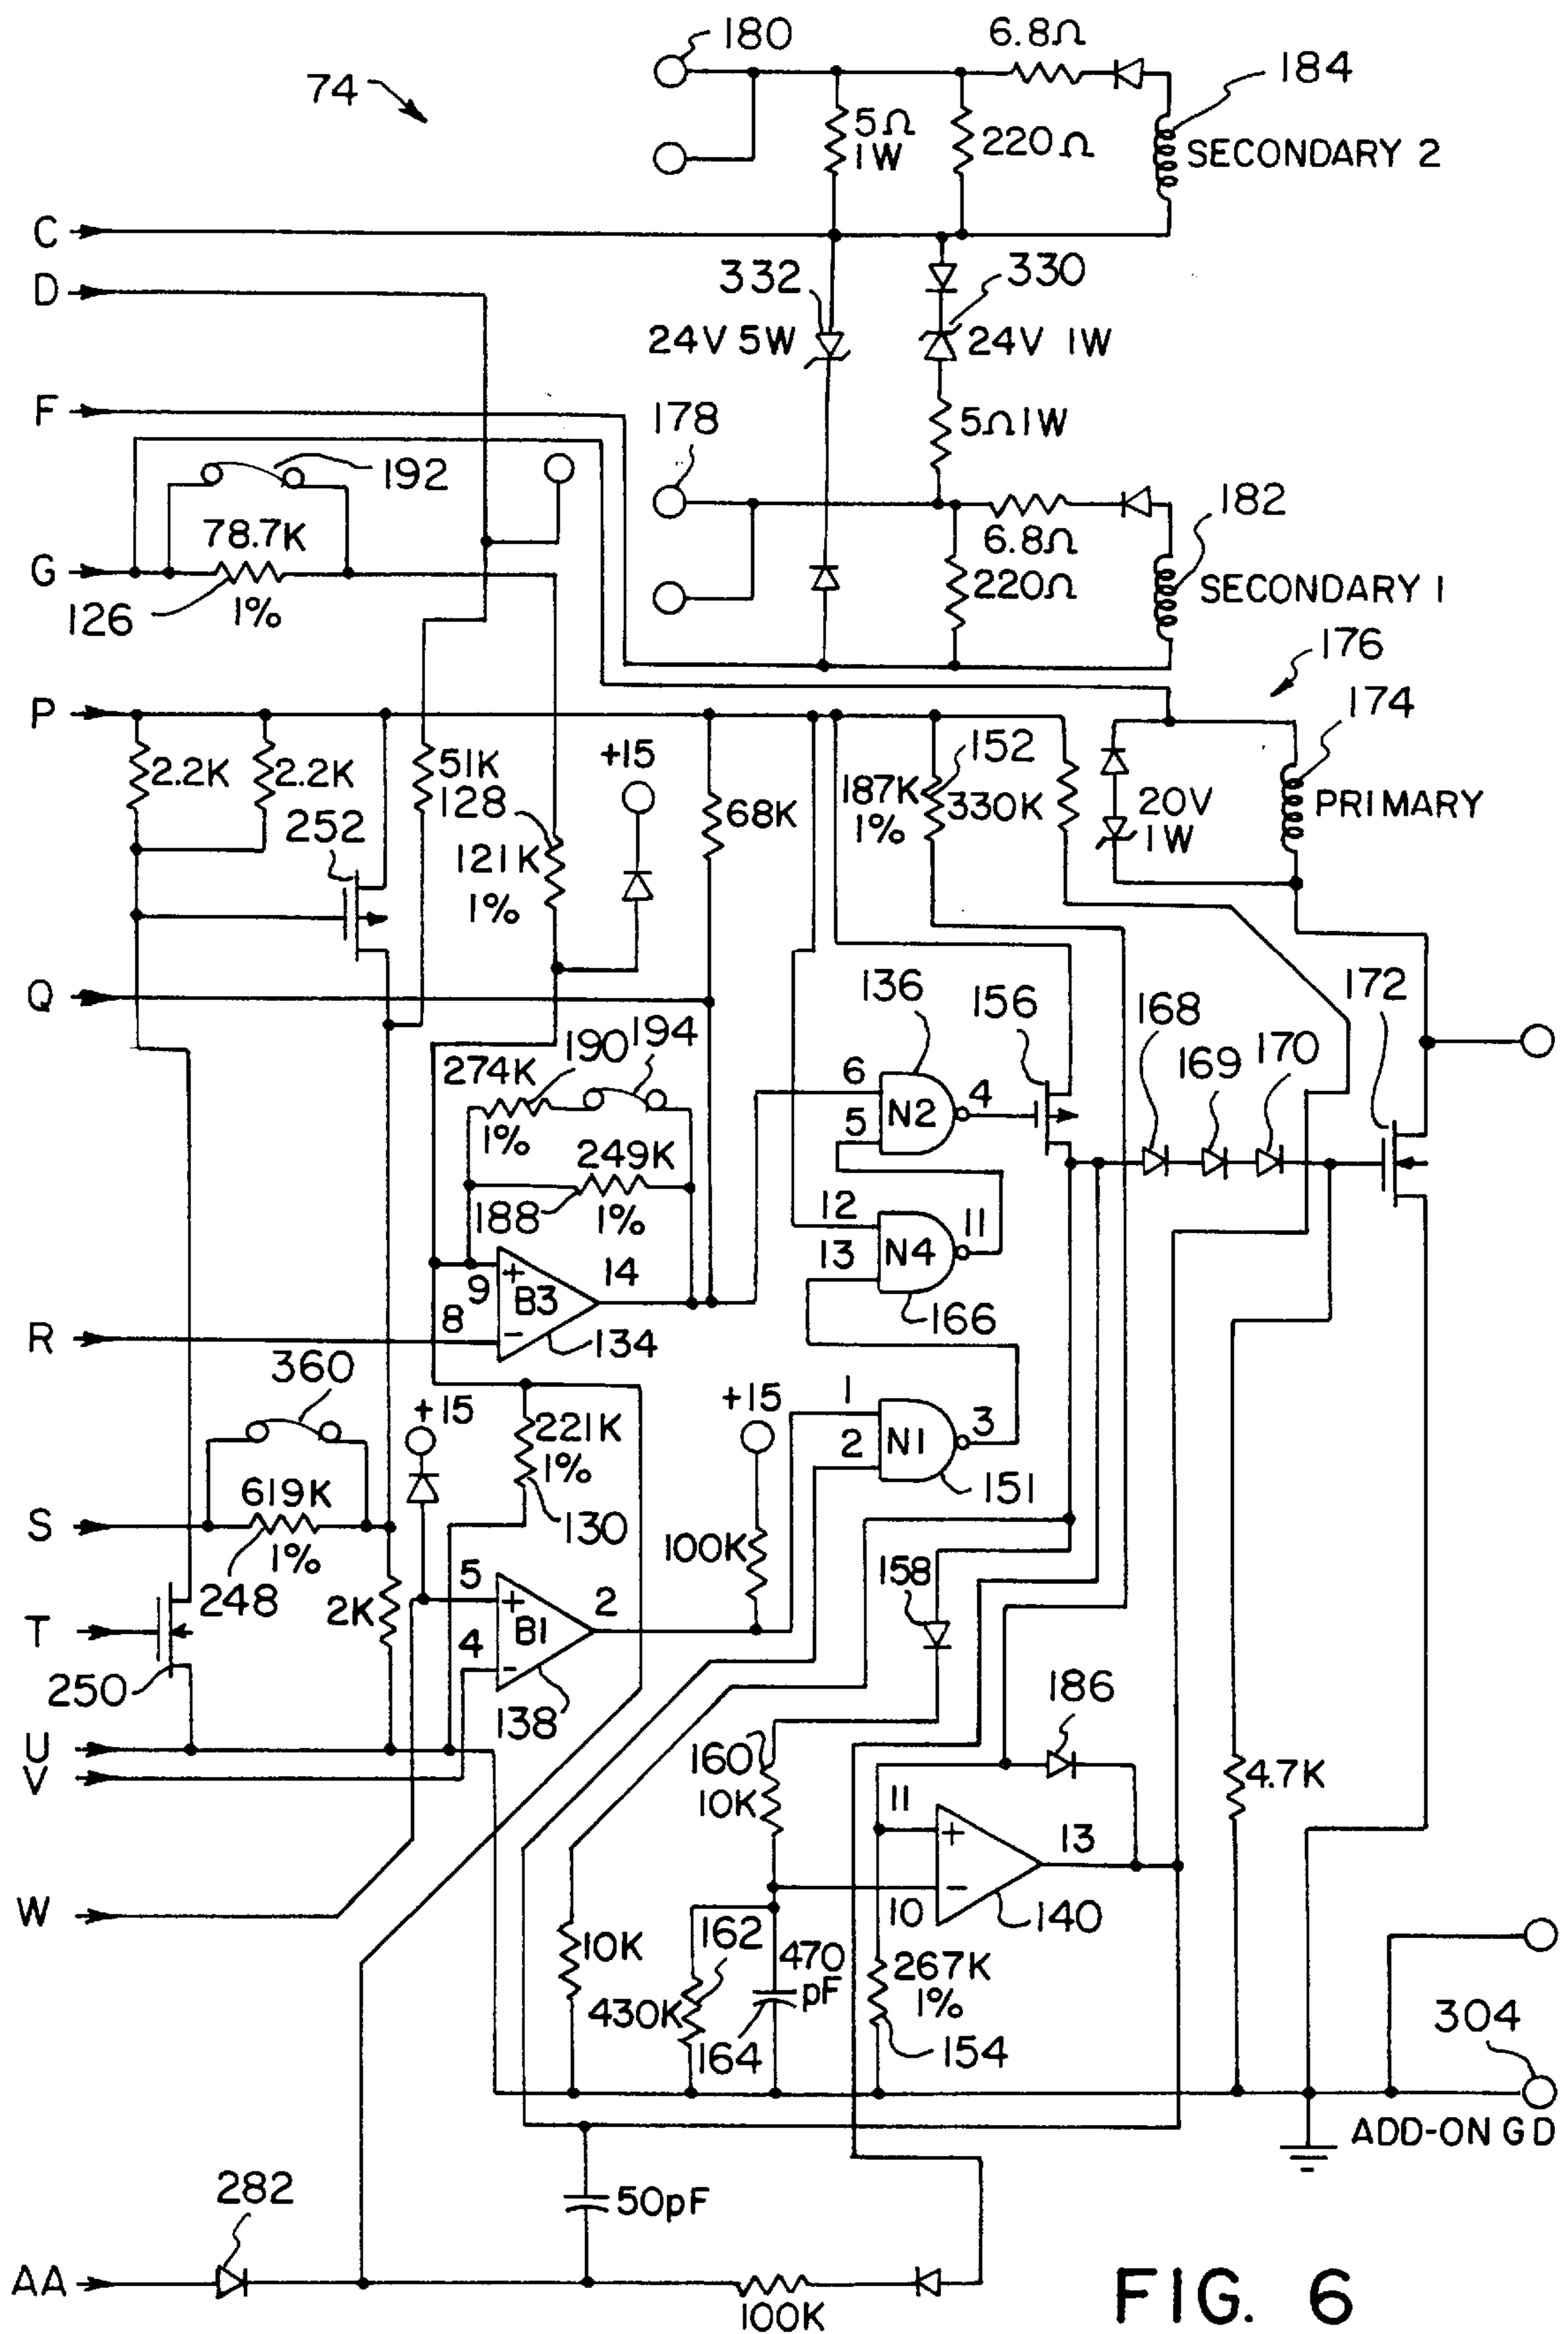 180
6.8Ω
184
74
5Ω
1W
220Ω
SECONDARY 2
C
D
332
330
24V 5W
24V 1W
F
178
5Ω 1W
192
182
78.7K
6.8Ω
G
220Ω
SECONDARY 1
126
1%
176
P
174
2.2K
2.2K
51K
+15
152
187K
1%
330K
20V
1W
PRIMARY
128
68K
252
121K
1%
136
156
168
172
Q
169
170
190
194
274K
6
4
5
N2
1%
249K
188
1%
12
11
13
N4
14
9
B3
8
166
R
134
360
1
+15
+15
2
3
N1
221K
1%
151
619K
S
130
1%
100K
248
5
158
2K
2
T
B1
4
250
138
186
U
V
160
10K
4.7K
11
13
W
10
140
162
10K
470
pF
267K
1%
430K
304
164
154
ADD-ON GD
282
50pF
AA
100K
FIG. 6
+
-
+
-
+
-